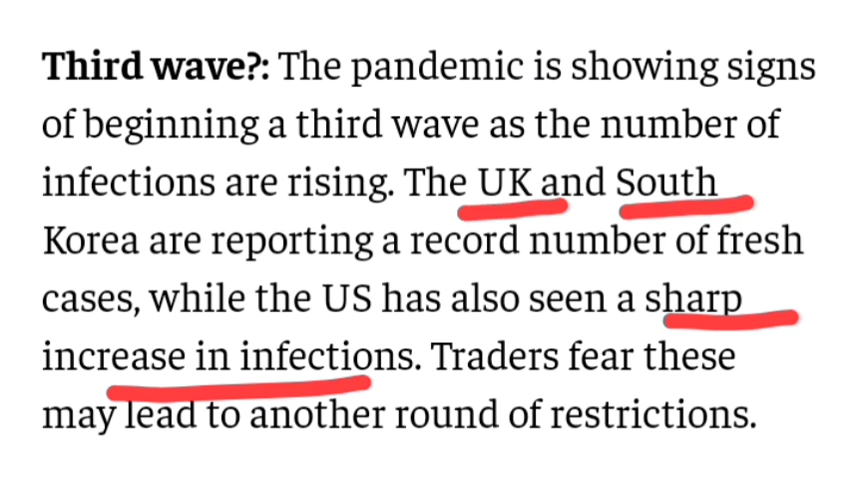 Third wave?: The pandemic is showing signs
of beginning a third wave as the number of
infections are rising. The UK and South
Korea are reporting a record number of fresh
cases, while the US has also seen a sharp
increase in infections. Traders fear these
may lead to another round of restrictions.